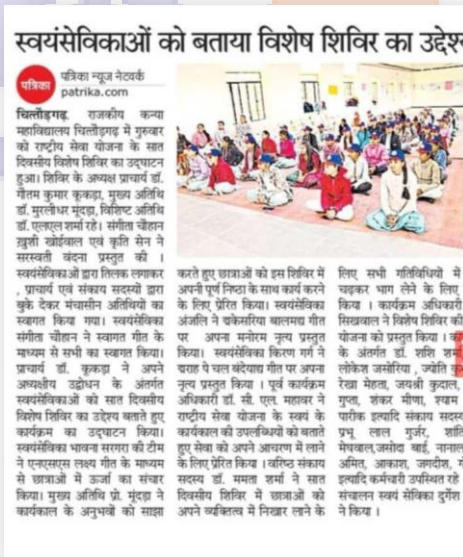 स्वयंसेविकाओं को बताया विशेष शिविर का उद्देश्य
पत्रिका
पत्रिका न्यूज नेटवर्क
patrika.com
चित्तौड़गढ़. राजकीय कन्या
महाविद्यालय चित्तौड़गढ़ में गुरुवार
को राष्ट्रीय सेवा योजना के सात
दिवसीय विशेष शिविर का उद्घाटन
हुआ। शिविर के अध्यक्ष प्राचार्य डॉ.
गौतम कुमार कूकड़ा, मुख्य अतिथि
डॉ. मुरलीधर मूंदड़ा, विशिष्ट अतिथि
डॉ. एलएल शर्मा रहे। संगीता चौहान
ख़ुशी खोईवाल एवं कृति सेन ने
सरस्वती वंदना प्रस्तुत की ।
स्वयंसेविकाओं द्वारा तिलक लगाकर
, प्राचार्य एवं संकाय सदस्यों द्वारा
बुके देकर मंचासीन अतिथियों का
स्वागत किया गया। स्वयंसेविका
संगीता चौहान ने स्वागत गीत के
माध्यम से सभी का स्वागत किया।
प्राचार्य डॉ. कूकड़ा ने अपने
अध्यक्षीय उद्बोधन के अंतर्गत
स्वयंसेविकाओं को सात दिवसीय
विशेष शिविर का उद्देश्य बताते हुए
कार्यक्रम का उद्घाटन किया।
स्वयंसेविका भावना सरगरा की टीम
ने एनएसएस लक्ष्य गीत के माध्यम
से छात्राओं में ऊर्जा का संचार
किया। मुख्य अतिथि प्रो. मूंदड़ा ने
कार्यकाल के अनुभवों को साझा
करते हुए छात्राओं को इस शिविर में
अपनी पूर्ण निष्ठा के साथ कार्य करने
के लिए प्रेरित किया। स्वयंसेविका
अंजलि ने केसरिया बालमद्य गीत
पर अपना मनोरम नृत्य प्रस्तुत
किया। स्वयंसेविका किरण गर्ग ने
राह पे चल गीत पर अपना
नृत्य प्रस्तुत किया । पूर्व कार्यक्रम
अधिकारी डॉ. सी. एल. महावर ने
राष्ट्रीय सेवा योजना के स्वयं के
कार्यकाल की उपलब्धियों को बताते
हुए सेवा को अपने आचरण में लाने
के लिए प्रेरित किया ।वरिष्ठ संकाय
सदस्य डॉ. ममता शर्मा ने सात
दिवसीय शिविर में छात्राओं को
अपने व्यक्तित्व में निखार लाने के
लिए सभी गतिविधियों में
चढ़कर भाग लेने के लिए
किया । कार्यक्रम अधिकारी
सिखवाल ने विशेष शिविर की
योजना को प्रस्तुत किया।
के अंतर्गत डॉ. शशि शर्मा
लोकेश जसोरिया , ज्योति
रेखा मेहता, जयश्री कुदाल,
गुप्ता, शंकर मीणा, श्याम
पारीक इत्यादि संकाय सदस्य
प्रभू लाल गुर्जर, शांति
मेघवाल,जसोदा बाई, नानाल
अमित, आकाश, जगदीश,
इत्यादि कर्मचारी उपस्थित रहे
संचालन स्वयं सेविका दुर्गेश
ने किया ।